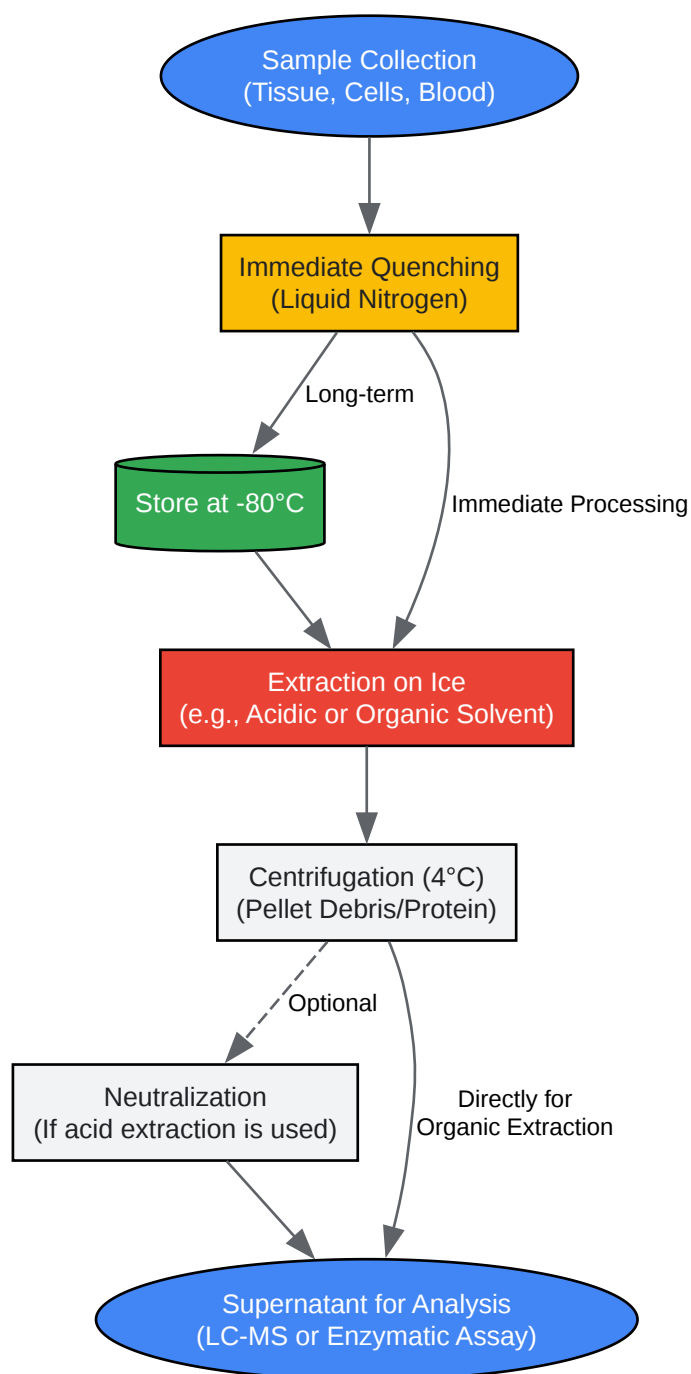 Sample Collection
(Tissue, Cells, Blood)
Immediate Quenching
(Liquid Nitrogen)
Long-term
Store at -80°C
Immediate Processing
Extraction on Ice
(e.g., Acidic or Organic Solvent)
Centrifugation (4°C)
(Pellet Debris/Protein)
Optional
Neutralization
(If acid extraction is used)
Directly for
Organic Extraction
Supernatant for Analysis
(LC-MS or Enzymatic Assay)